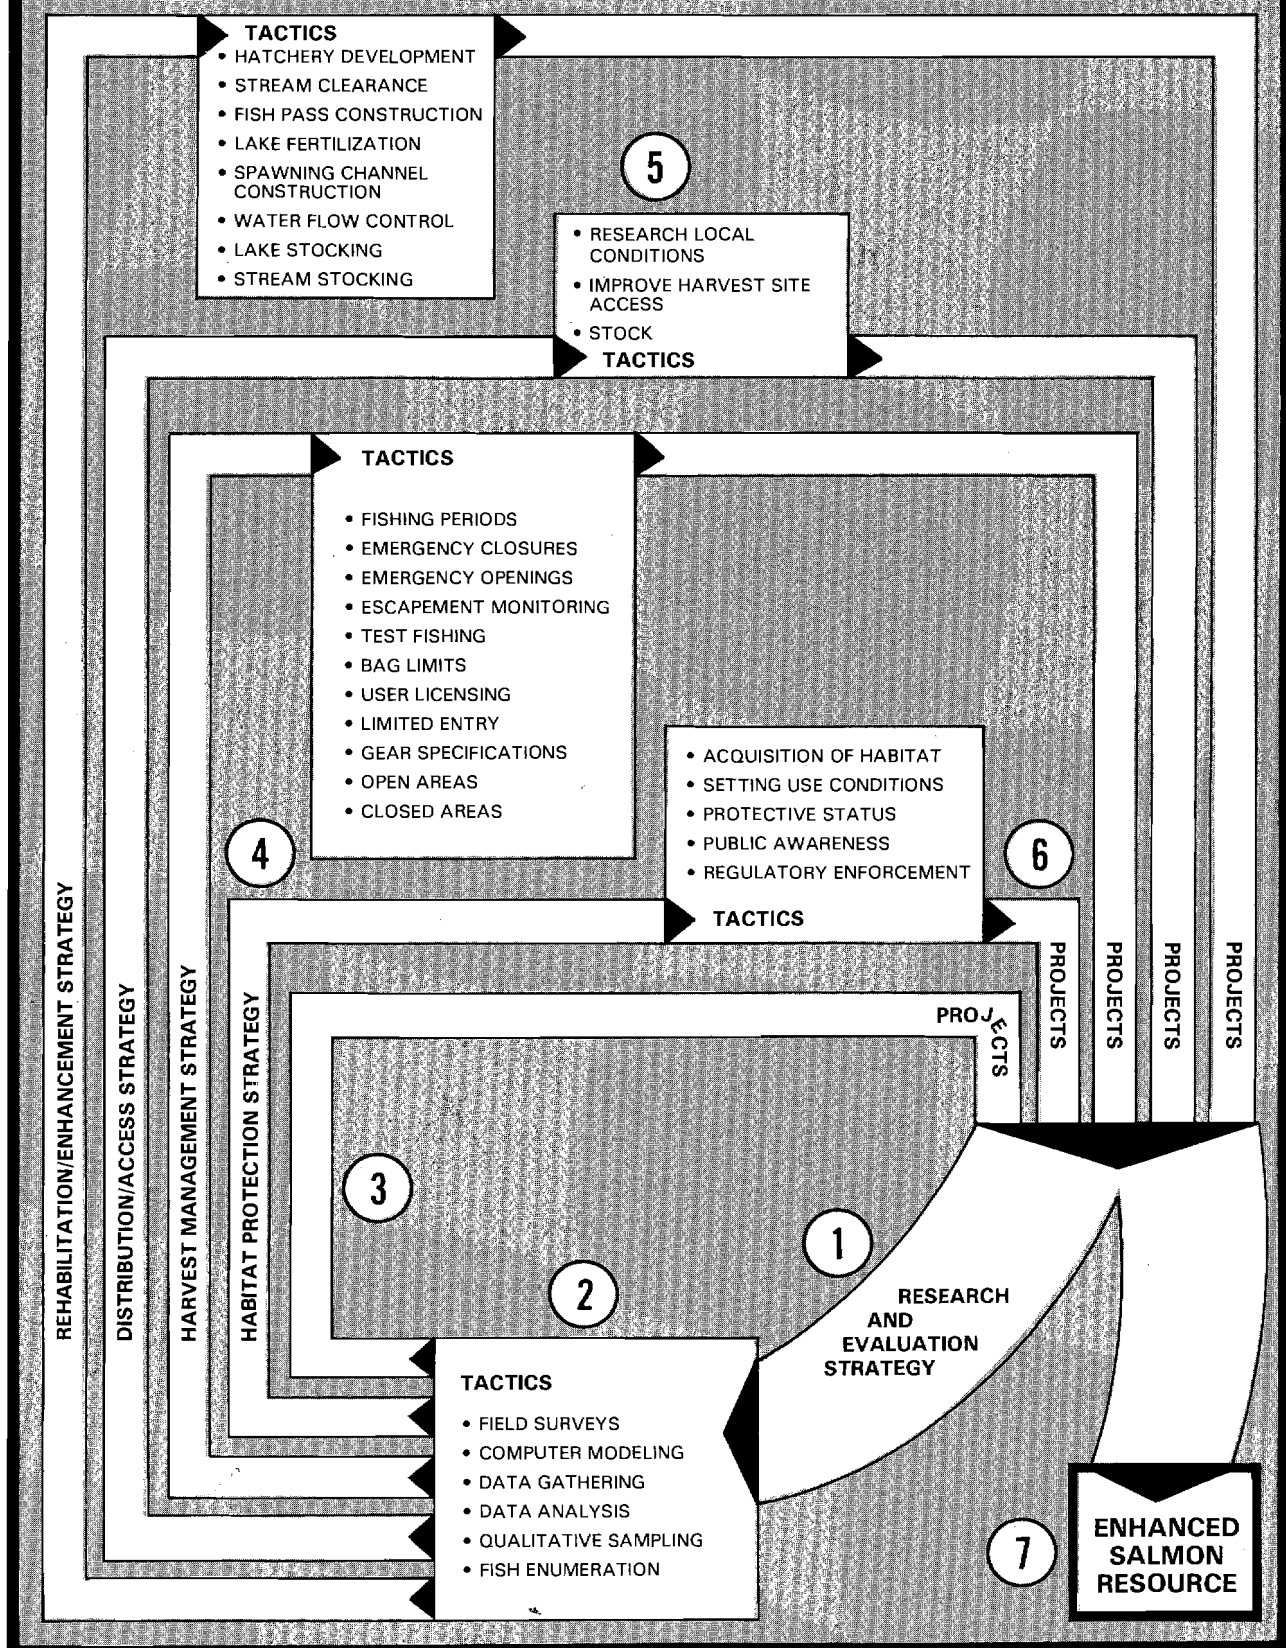 TACTICS
• HATCHERY DEVELOPMENT
• STREAM CLEARANCE
• FISH PASS CONSTRUCTION
• LAKE FERTILIZATION
• SPAWNING CHANNEL
CONSTRUCTION
• WATER FLOW CONTROL
• LAKE STOCKING
• STREAM STOCKING
5
• RESEARCH LOCAL
CONDITIONS
• IMPROVE HARVEST SITE
ACCESS
• STOCK
TACTICS
TACTICS
• FISHING PERIODS
• EMERGENCY CLOSURES
• EMERGENCY OPENINGS
• ESCAPEMENT MONITORING
• TEST FISHING
• BAG LIMITS
• USER LICENSING
• LIMITED ENTRY
• GEAR SPECIFICATIONS
• OPEN AREAS
• CLOSED AREAS
• ACQUISITION OF HABITAT
• SETTING USE CONDITIONS
• PROTECTIVE STATUS
• PUBLIC AWARENESS
• REGULATORY ENFORCEMENT
TACTICS
4
6
REHABILITATION/ENHANCEMENT STRATEGY
DISTRIBUTION/ACCESS STRATEGY
HARVEST MANAGEMENT STRATEGY
HABITAT PROTECTION STRATEGY
PROJECTS
PROJECTS
PROJECTS
PROJECTS
PROJECTS
3
2
1
RESEARCH
AND
EVALUATION
STRATEGY
TACTICS
• FIELD SURVEYS
• COMPUTER MODELING
• DATA GATHERING
• DATA ANALYSIS
• QUALITATIVE SAMPLING
• FISH ENUMERATION
7
ENHANCED
SALMON
RESOURCE